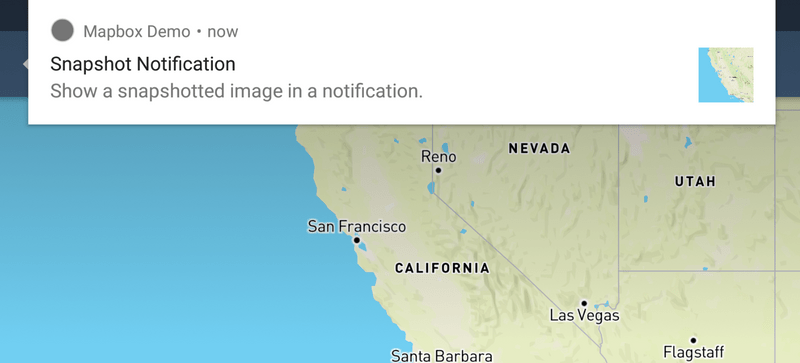 Mapbox Demo • now
Snapshot Notification
Show a snapshotted image in a notification.
Reno
NEVADA
UTAH
San Francisco
CALIFORNIA
Las Vegas
Flagstaff
Santa Barbara